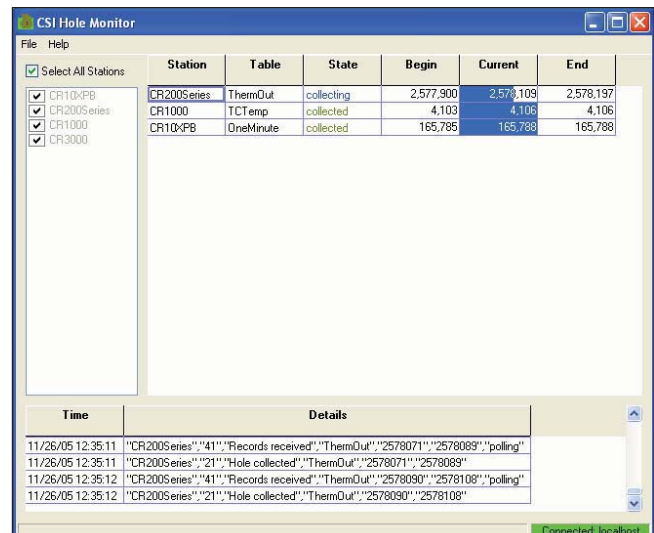 CSI Hole Monitor
File Help
Select All Stations
CR10XPB
CR200Series
CR1000
CR3000
Station Table State Begin Current End
CR200Series ThermOut collecting 2,577,900 2,578,109 2,578,197
CR1000 TCTemp collected 4,103 4,106 4,106
CR10XPB OneMinute collected 165,785 165,788 165,788
Time Details
11/26/05 12:35:11 "CR200Series","41","Records received","ThermOut","2578071","2578089","polling"
11/26/05 12:35:11 "CR200Series","21","Hole collected","ThermOut","2578071","2578089"
11/26/05 12:35:12 "CR200Series","41","Records received","ThermOut","2578090","2578108","polling"
11/26/05 12:35:12 "CR200Series","21","Hole collected","ThermOut","2578090","2578108"
Connected: localhost